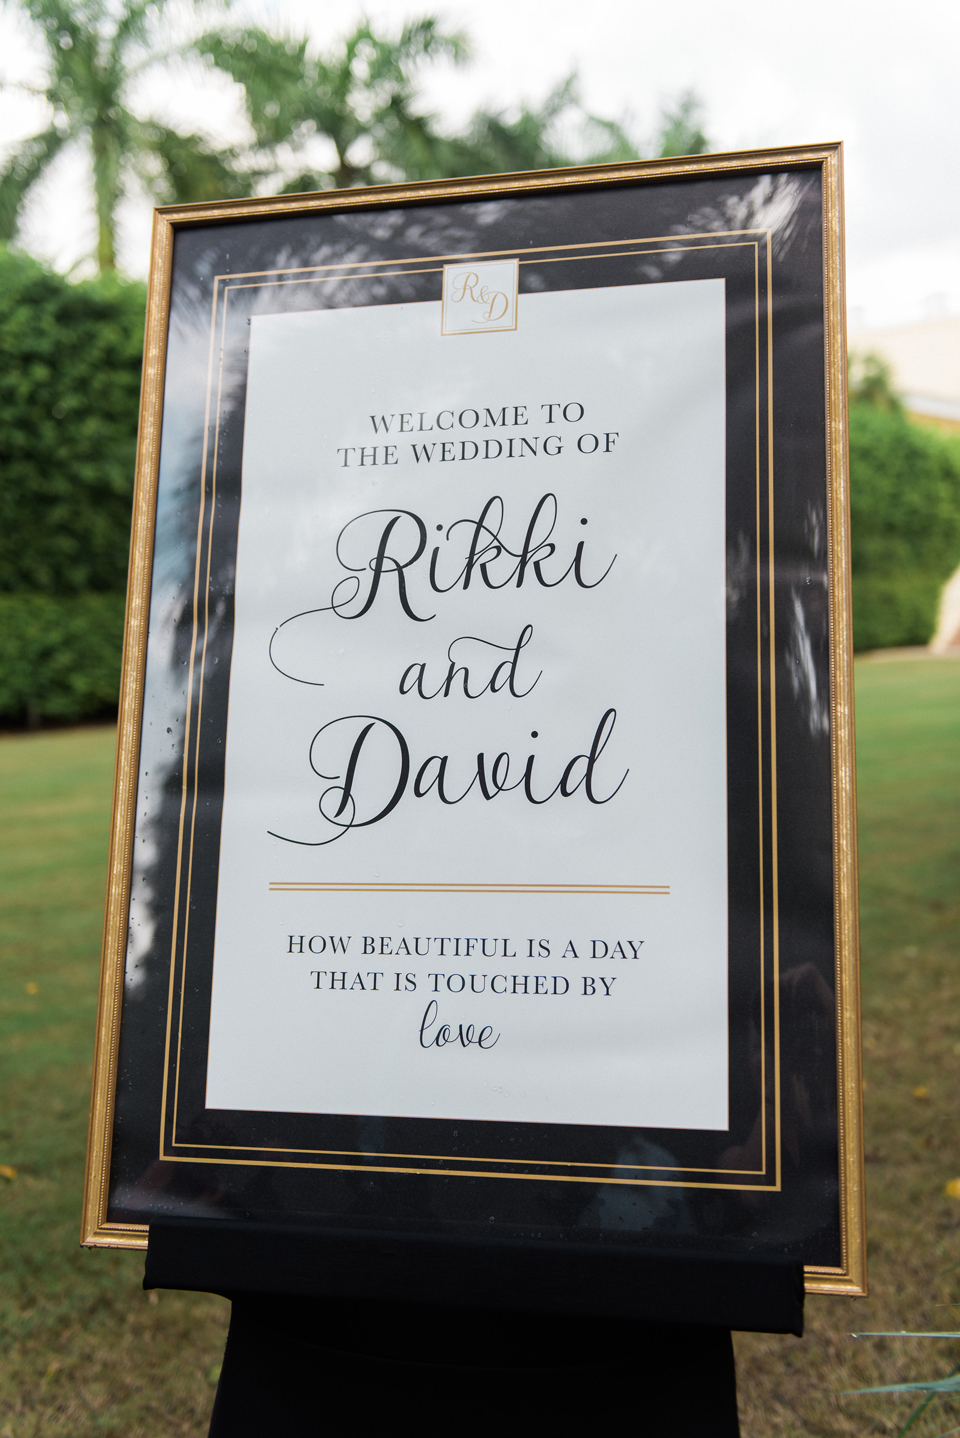 R&D
WELCOME TO
THE WEDDING OF
Rikki
and
David
HOW BEAUTIFUL IS A DAY
THAT IS TOUCHED BY
love